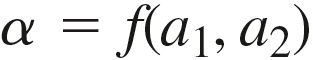 α = f(a₁, a₂)